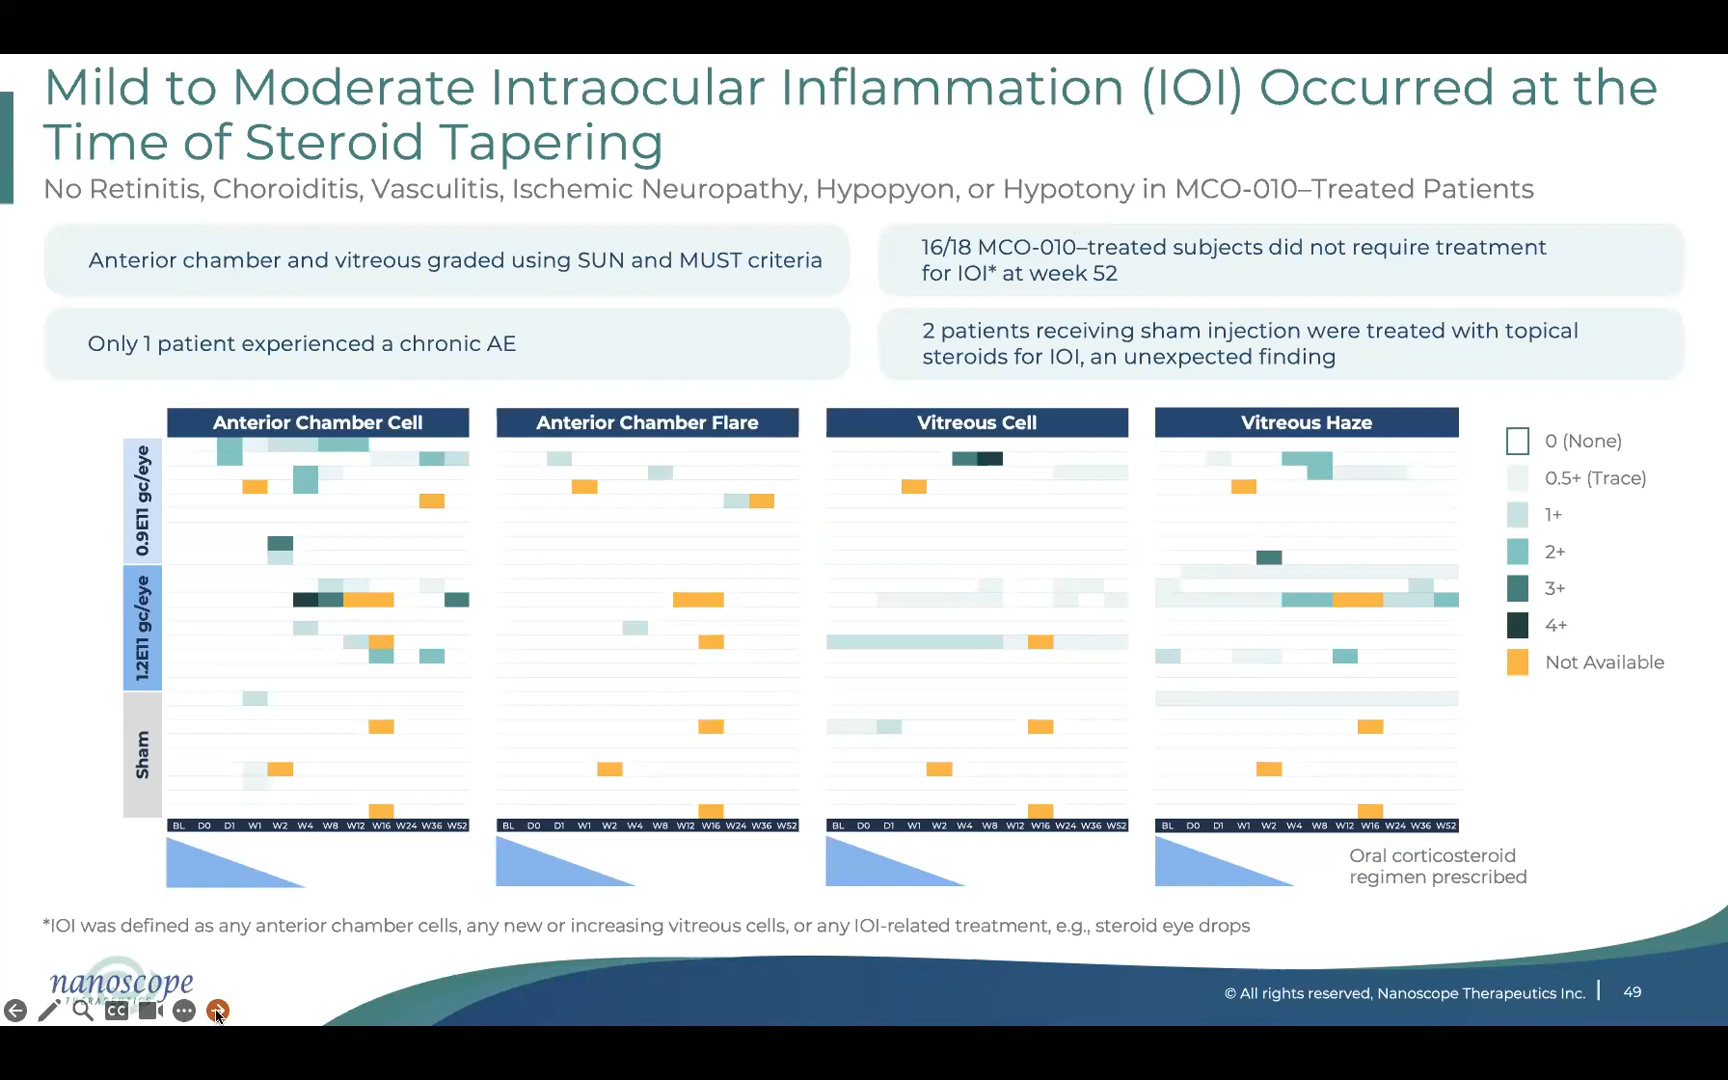 Mild to Moderate Intraocular Inflammation (IOI) Occurred at the
Time of Steroid Tapering
No Retinitis, Choroiditis, Vasculitis, Ischemic Neuropathy, Hypopyon, or Hypotony in MCO-010–Treated Patients
Anterior chamber and vitreous graded using SUN and MUST criteria
16/18 MCO-010–treated subjects did not require treatment
for IOI* at week 52
Only 1 patient experienced a chronic AE
2 patients receiving sham injection were treated with topical
steroids for IOI, an unexpected finding
Anterior Chamber Cell
Anterior Chamber Flare
Vitreous Cell
Vitreous Haze
0.9E11 gc/eye
1.2E11 gc/eye
Sham
0 (None)
0.5+ (Trace)
1+
2+
3+
4+
Not Available
BL D0 D1 W1 W2 W4 W8 W12 W16 W24 W36 W52
BL D0 D1 W1 W2 W4 W8 W12 W16 W24 W36 W52
BL D0 D1 W1 W2 W4 W8 W12 W16 W24 W36 W52
BL D0 D1 W1 W2 W4 W8 W12 W16 W24 W36 W52
Oral corticosteroid
regimen prescribed
*IOI was defined as any anterior chamber cells, any new or increasing vitreous cells, or any IOI-related treatment, e.g., steroid eye drops
nanoscope
THERAPEUTICS
CC
© All rights reserved, Nanoscope Therapeutics Inc.
49